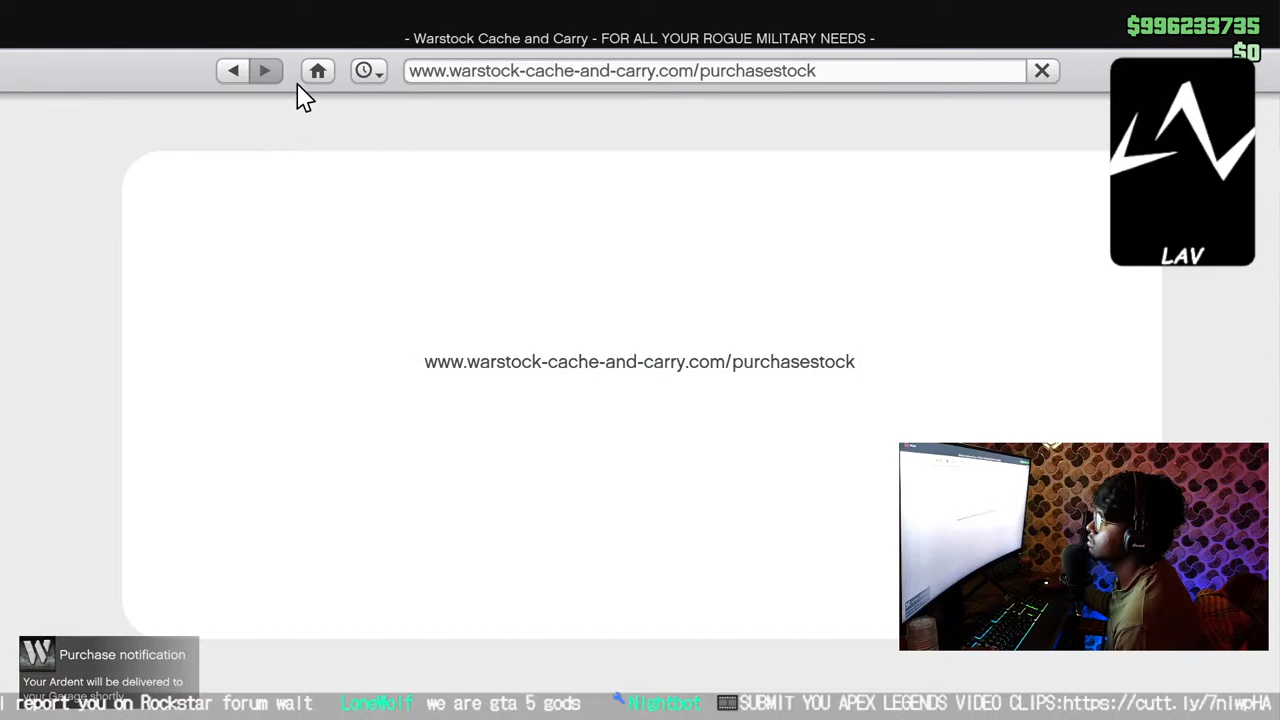 $996233735
- Warstock Cache and Carry - FOR ALL YOUR ROGUE MILITARY NEEDS -
$0
www.warstock-cache-and-carry.com/purchasestock
LAV
www.warstock-cache-and-carry.com/purchasestock
W Purchase notification
Your Ardent will be delivered to
your Garage shortly.
I report you on Rockstar forum wait LoneWolf we are gta 5 gods Nightbot SUBMIT YOU APEX LEGENDS VIDEO CLIPS:https://cutt.ly/7nlwpHA